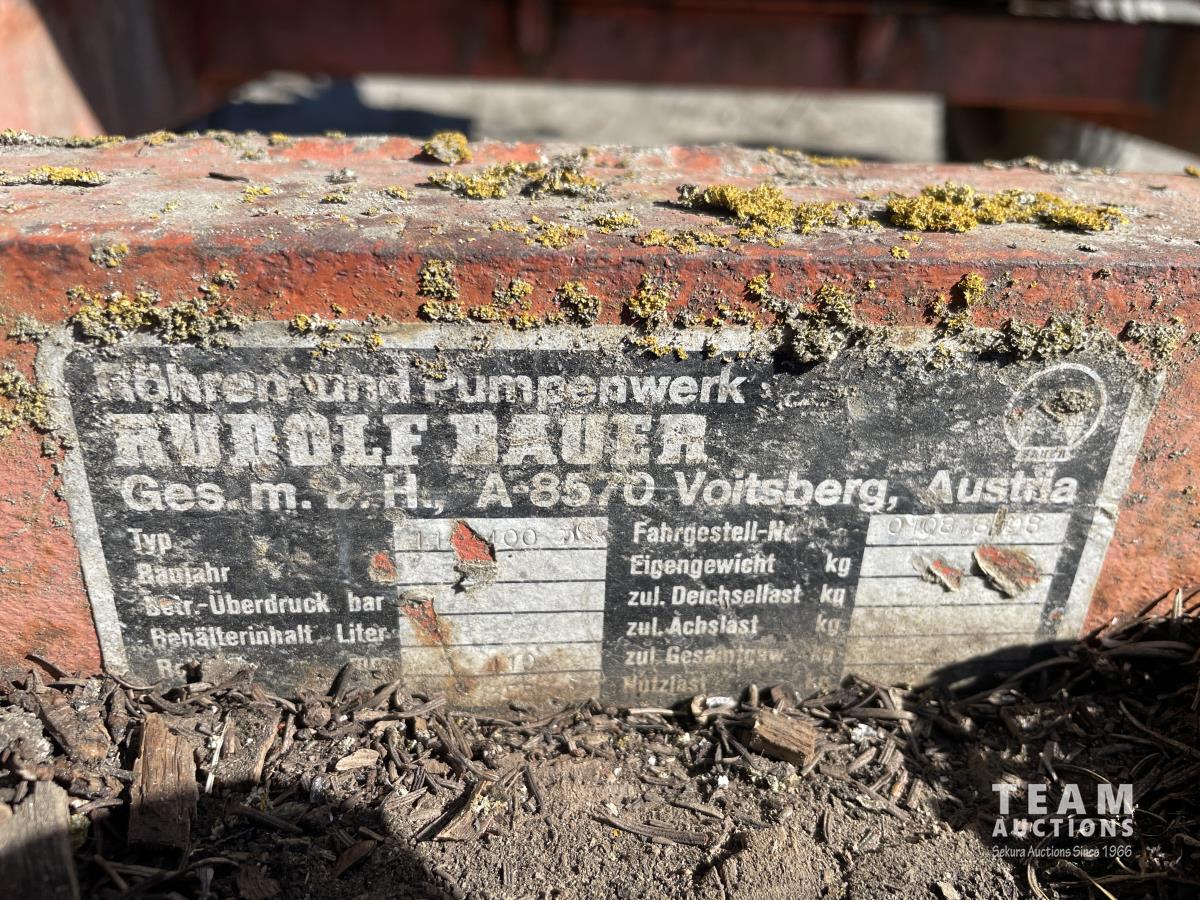 Röhren- und Pumpenwerk
RUDOLF BAUER
Ges. m. b. H., A-8570 Voitsberg, Austria
BAUER
Typ
Baujahr
Betr.-Überdruck bar
Behälterinhalt Liter
Fahrgestell-Nr.
Eigengewicht kg
zul. Deichsellast kg
zul. Achslast kg
zul. Gesamtgew. kg
Nutzlast kg
TEAM
AUCTIONS
Sekura Auctions Since 1966